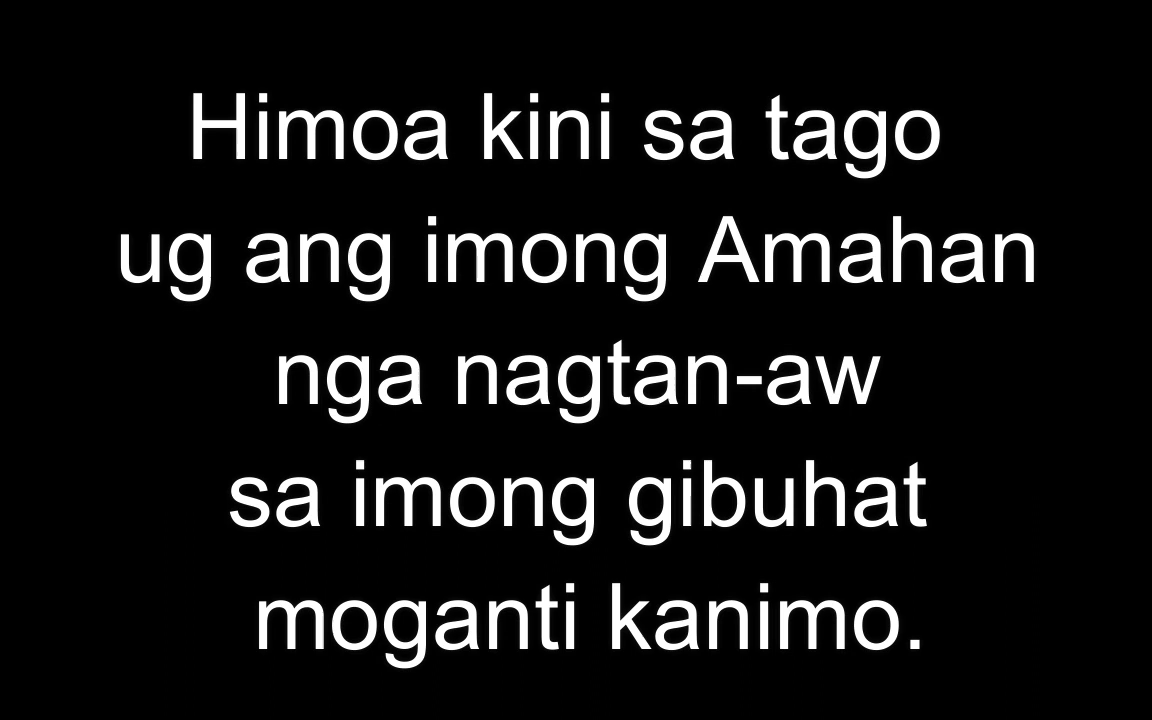 Himoa kini sa tago
ug ang imong Amahan
nga nagtan-aw
sa imong gibuhat
moganti kanimo.